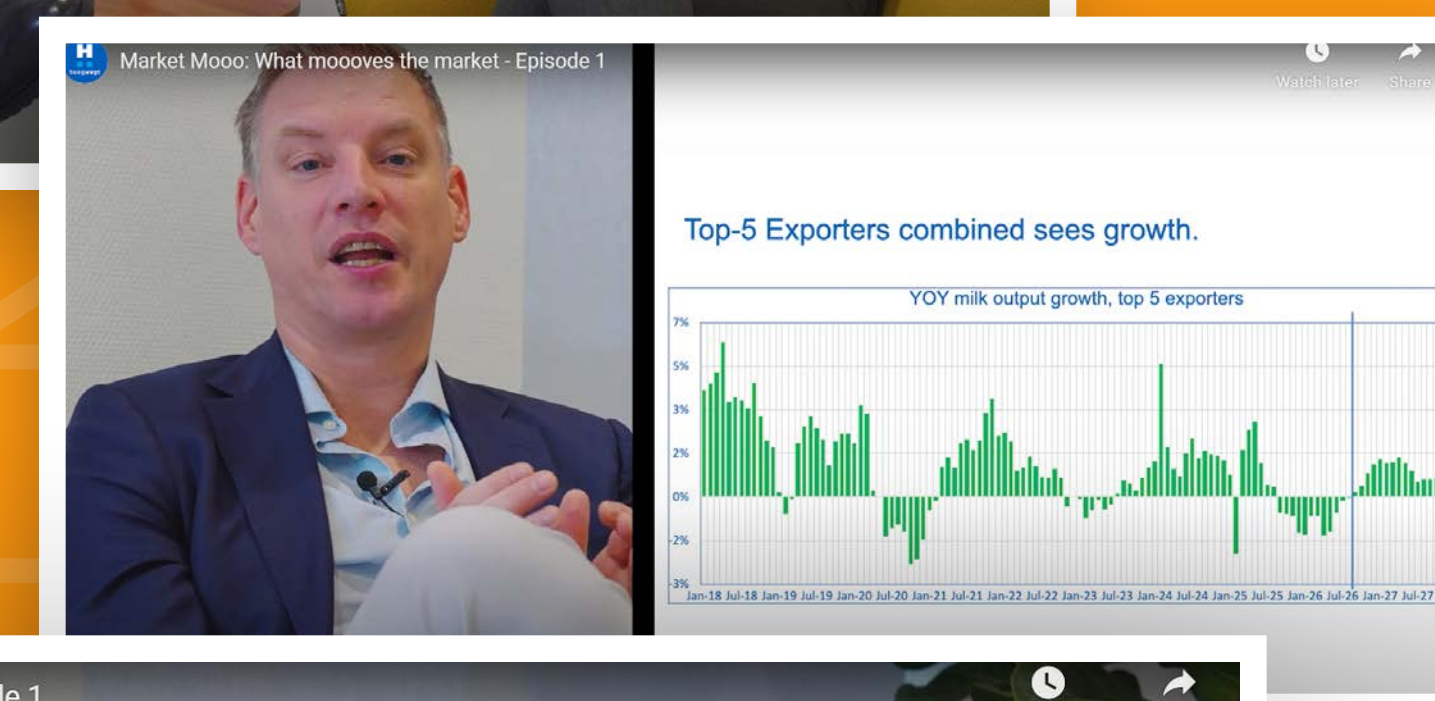 H
hoogwegt
Market Mooo: What moooves the market - Episode 1
Watch later
Share
Top-5 Exporters combined sees growth.
YOY milk output growth, top 5 exporters
7%
5%
3%
2%
0%
-2%
-3%
Jan-18 Jul-18 Jan-19 Jul-19 Jan-20 Jul-20 Jan-21 Jul-21 Jan-22 Jul-22 Jan-23 Jul-23 Jan-24 Jul-24 Jan-25 Jul-25 Jan-26 Jul-26 Jan-27 Jul-27
de 1